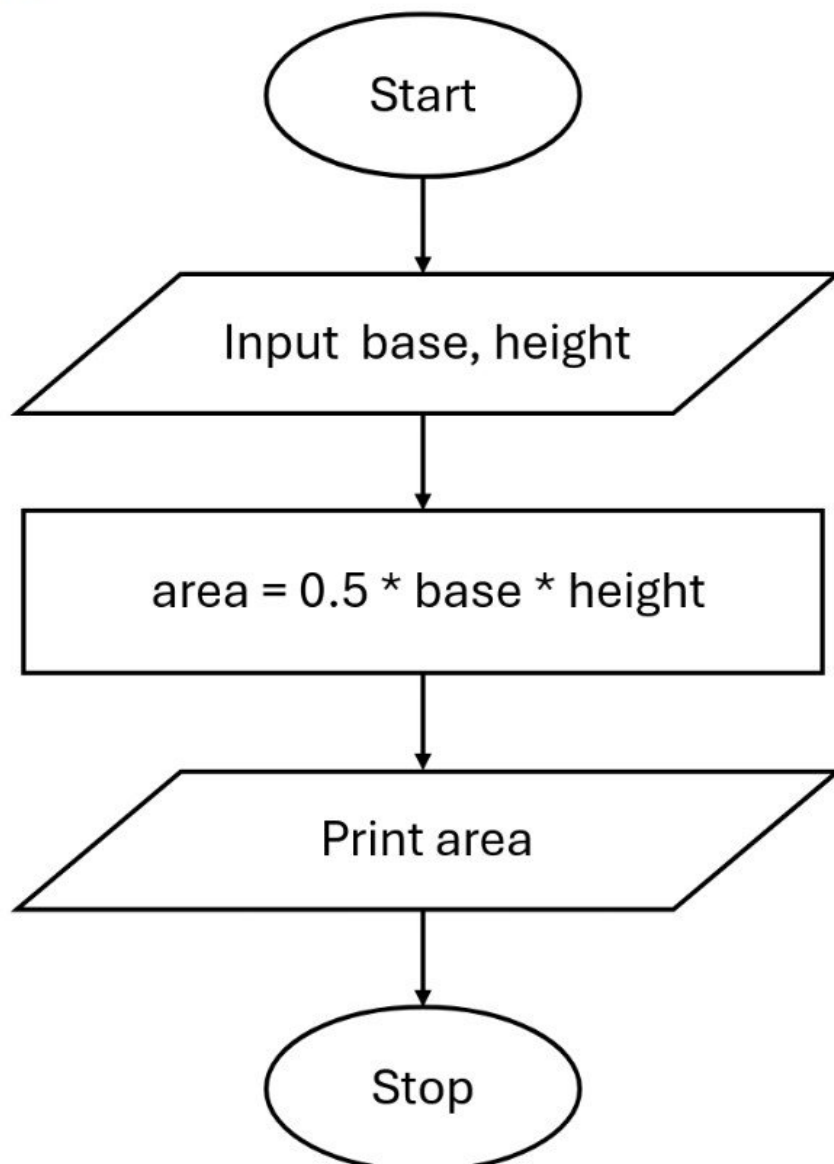 Start
Input base, height
area = 0.5 * base * height
Print area
Stop